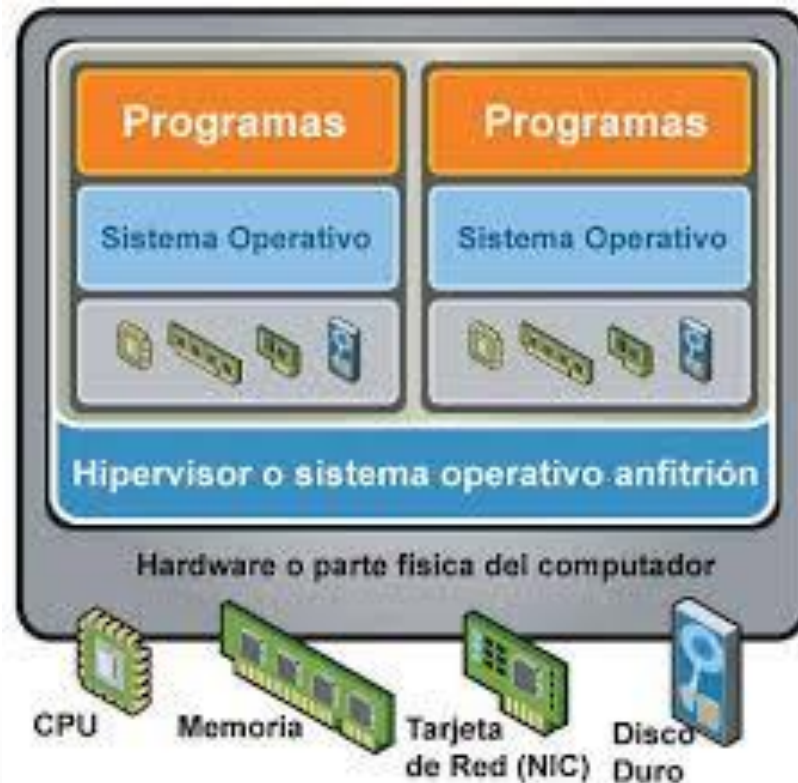 Programas
Programas
Sistema Operativo
Sistema Operativo
Hipervisor o sistema operativo anfitrión
Hardware o parte fisica del computador
CPU
Memoria
Tarjeta
de Red (NIC)
Disco
Duro